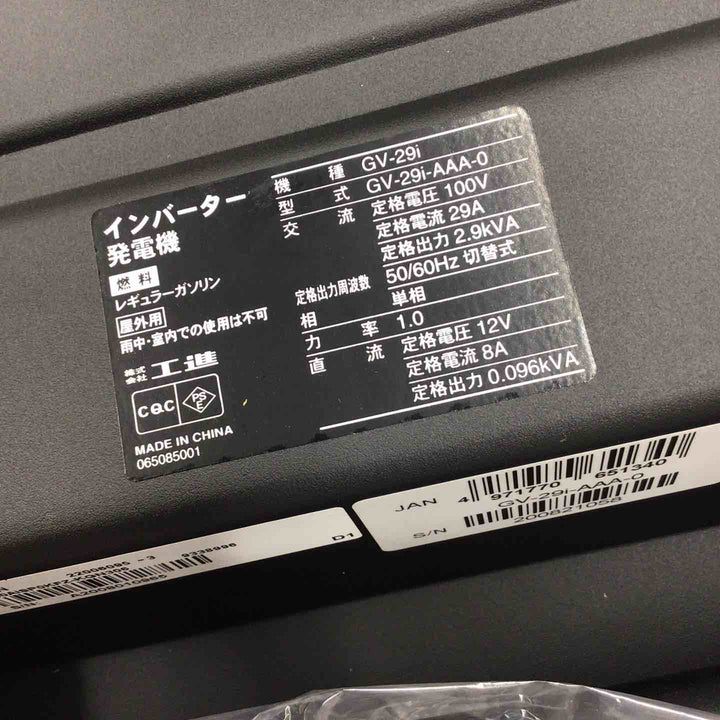 インバーター
発電機
燃料
レギュラーガソリン
屋外用
雨中・室内での使用は不可
株式会社 工進
CQC PSE
MADE IN CHINA
065085001
機種 GV-29i
型式 GV-29i-AAA-0
交流 定格電圧 100V
定格電流 29A
定格出力 2.9kVA
定格出力周波数 50/60Hz 切替式
相 単相
力率 1.0
直流 定格電圧 12V
定格電流 8A
定格出力 0.096kVA
JAN 4 971770 651340
GV-29i-AAA-0
S/N 200821058
22008085 -3 9338996
D1